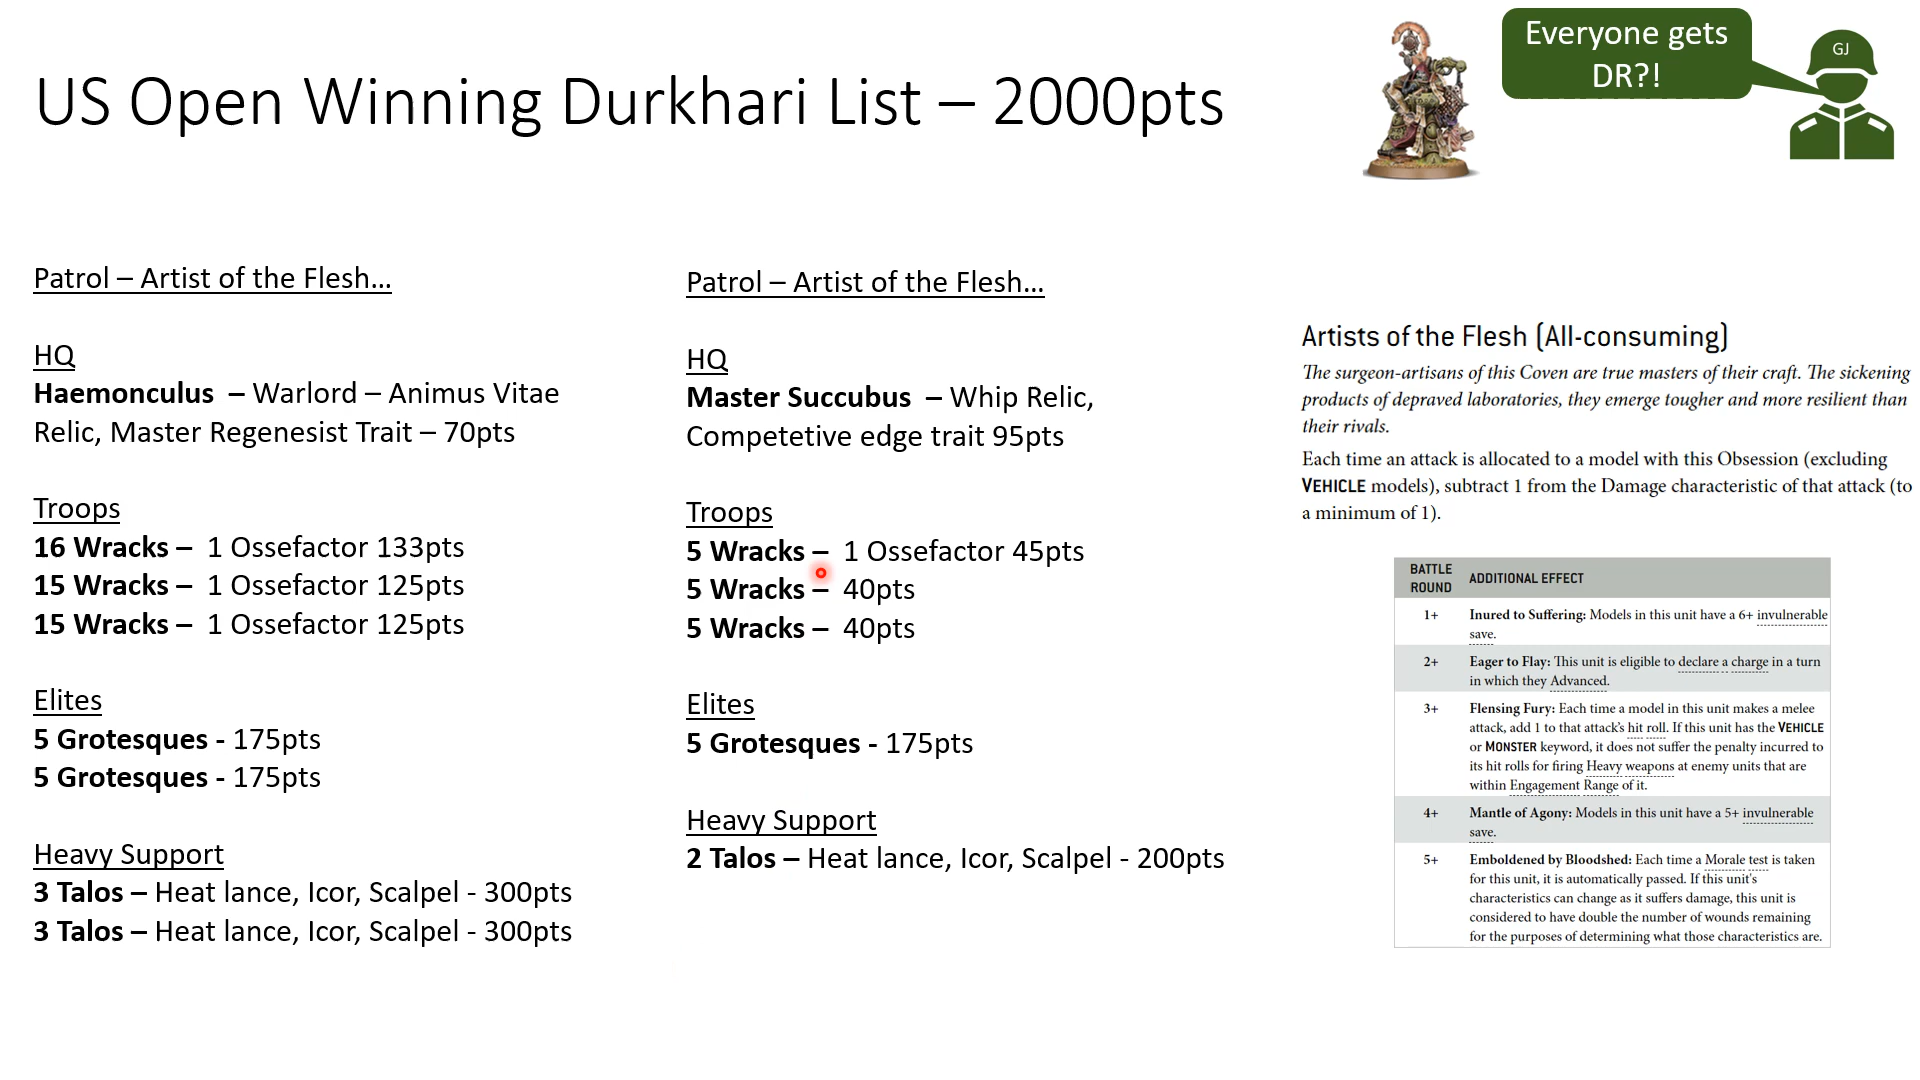 US Open Winning Durkhari List – 2000pts
Everyone gets
DR?!
GJ
Patrol – Artist of the Flesh…
HQ
Haemonculus – Warlord – Animus Vitae
Relic, Master Regenesist Trait – 70pts
Troops
16 Wracks – 1 Ossefactor 133pts
15 Wracks – 1 Ossefactor 125pts
15 Wracks – 1 Ossefactor 125pts
Elites
5 Grotesques - 175pts
5 Grotesques - 175pts
Heavy Support
3 Talos – Heat lance, Icor, Scalpel - 300pts
3 Talos – Heat lance, Icor, Scalpel - 300pts
Patrol – Artist of the Flesh…
HQ
Master Succubus – Whip Relic,
Competetive edge trait 95pts
Troops
5 Wracks – 1 Ossefactor 45pts
5 Wracks – 40pts
5 Wracks – 40pts
Elites
5 Grotesques - 175pts
Heavy Support
2 Talos – Heat lance, Icor, Scalpel - 200pts
Artists of the Flesh (All-consuming)
The surgeon-artisans of this Coven are true masters of their craft. The sickening
products of depraved laboratories, they emerge tougher and more resilient than
their rivals.
Each time an attack is allocated to a model with this Obsession (excluding
VEHICLE models), subtract 1 from the Damage characteristic of that attack (to
a minimum of 1).
BATTLE
ROUND
ADDITIONAL EFFECT
1+
Inured to Suffering: Models in this unit have a 6+ invulnerable
save.
2+
Eager to Flay: This unit is eligible to declare a charge in a turn
in which they Advanced.
3+
Flensing Fury: Each time a model in this unit makes a melee
attack, add 1 to that attack's hit roll. If this unit has the VEHICLE
or MONSTER keyword, it does not suffer the penalty incurred to
its hit rolls for firing Heavy weapons at enemy units that are
within Engagement Range of it.
4+
Mantle of Agony: Models in this unit have a 5+ invulnerable
save.
5+
Emboldened by Bloodshed: Each time a Morale test is taken
for this unit, it is automatically passed. If this unit's
characteristics can change as it suffers damage, this unit is
considered to have double the number of wounds remaining
for the purposes of determining what those characteristics are.